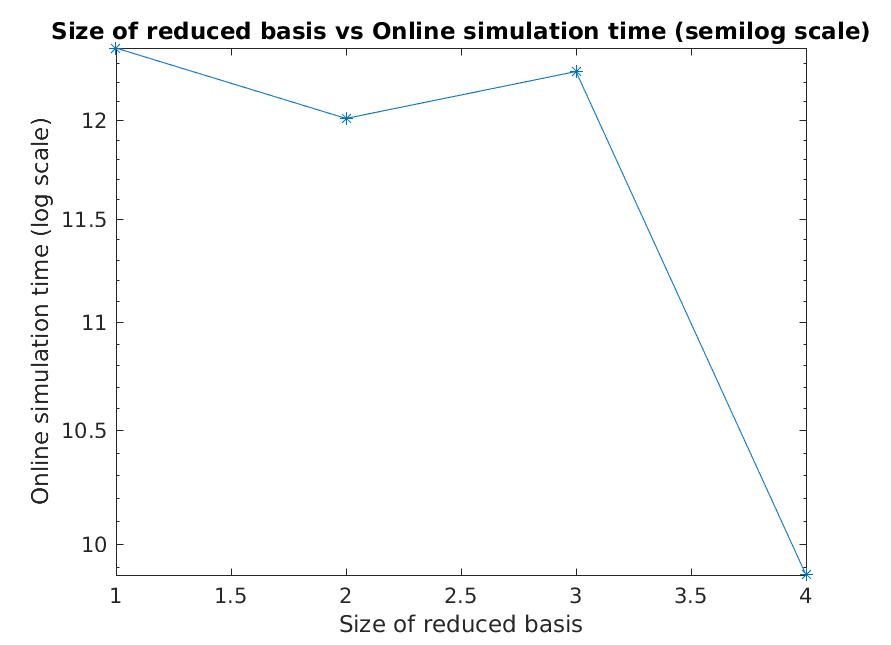 Size of reduced basis vs Online simulation time (semilog scale)
Online simulation time (log scale)
12
11.5
11
10.5
10
1 1.5 2 2.5 3 3.5 4
Size of reduced basis